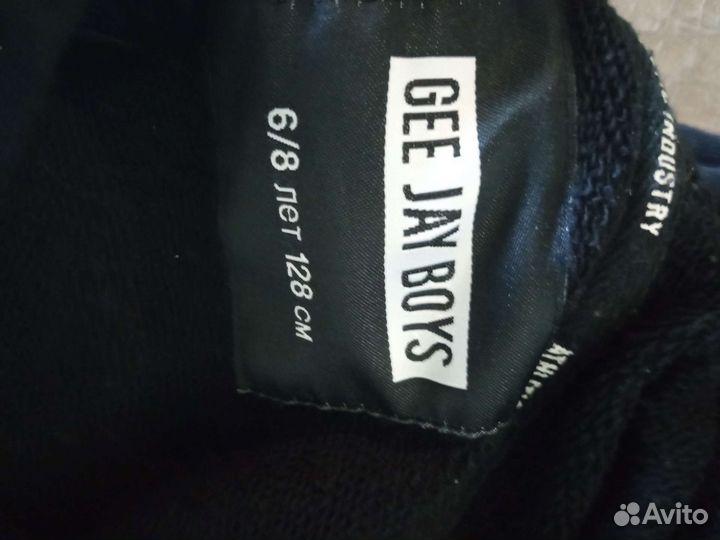 GEE JAY BOYS
6/8 лет 128 см
INDUSTRY
Avito